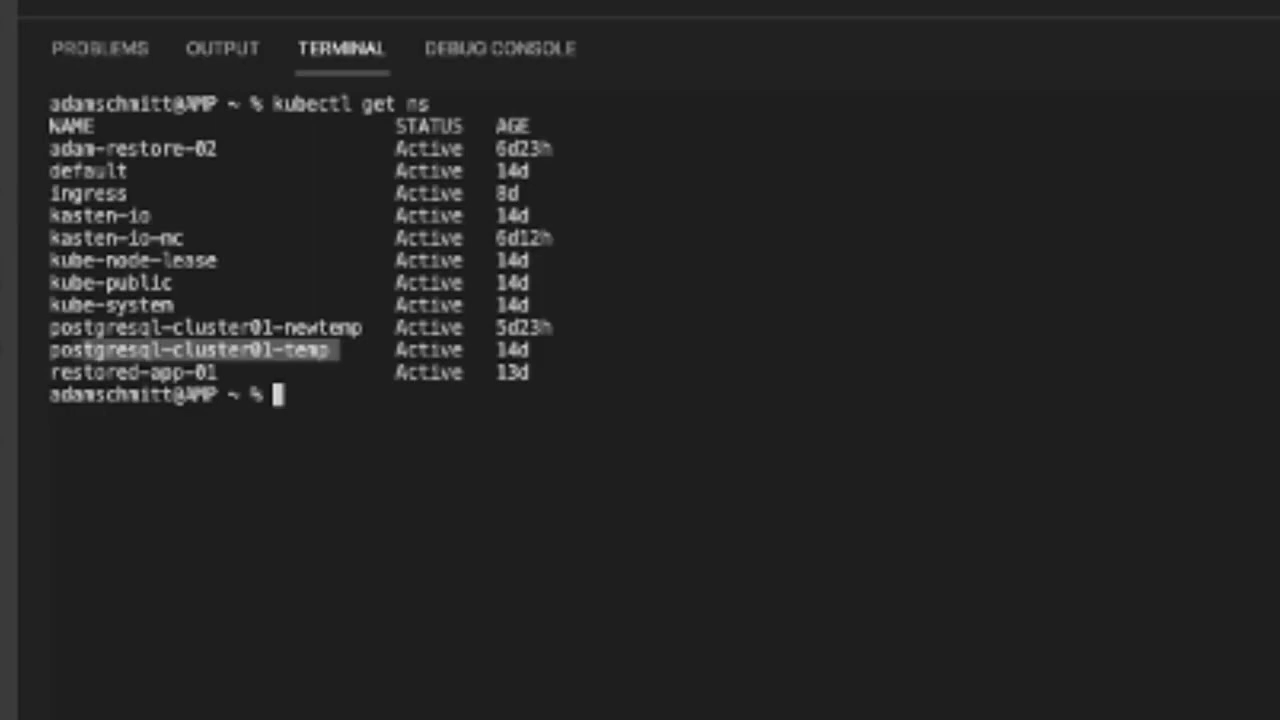 PROBLEMS OUTPUT TERMINAL DEBUG CONSOLE
adamschmitt@AMP ~ % kubectl get ns
NAME STATUS AGE
adam-restore-02 Active 6d23h
default Active 14d
ingress Active 8d
kasten-io Active 14d
kasten-io-mc Active 6d12h
kube-node-lease Active 14d
kube-public Active 14d
kube-system Active 14d
postgresql-cluster01-newtemp Active 5d23h
postgresql-cluster01-temp Active 14d
restored-app-01 Active 13d
adamschmitt@AMP ~ %